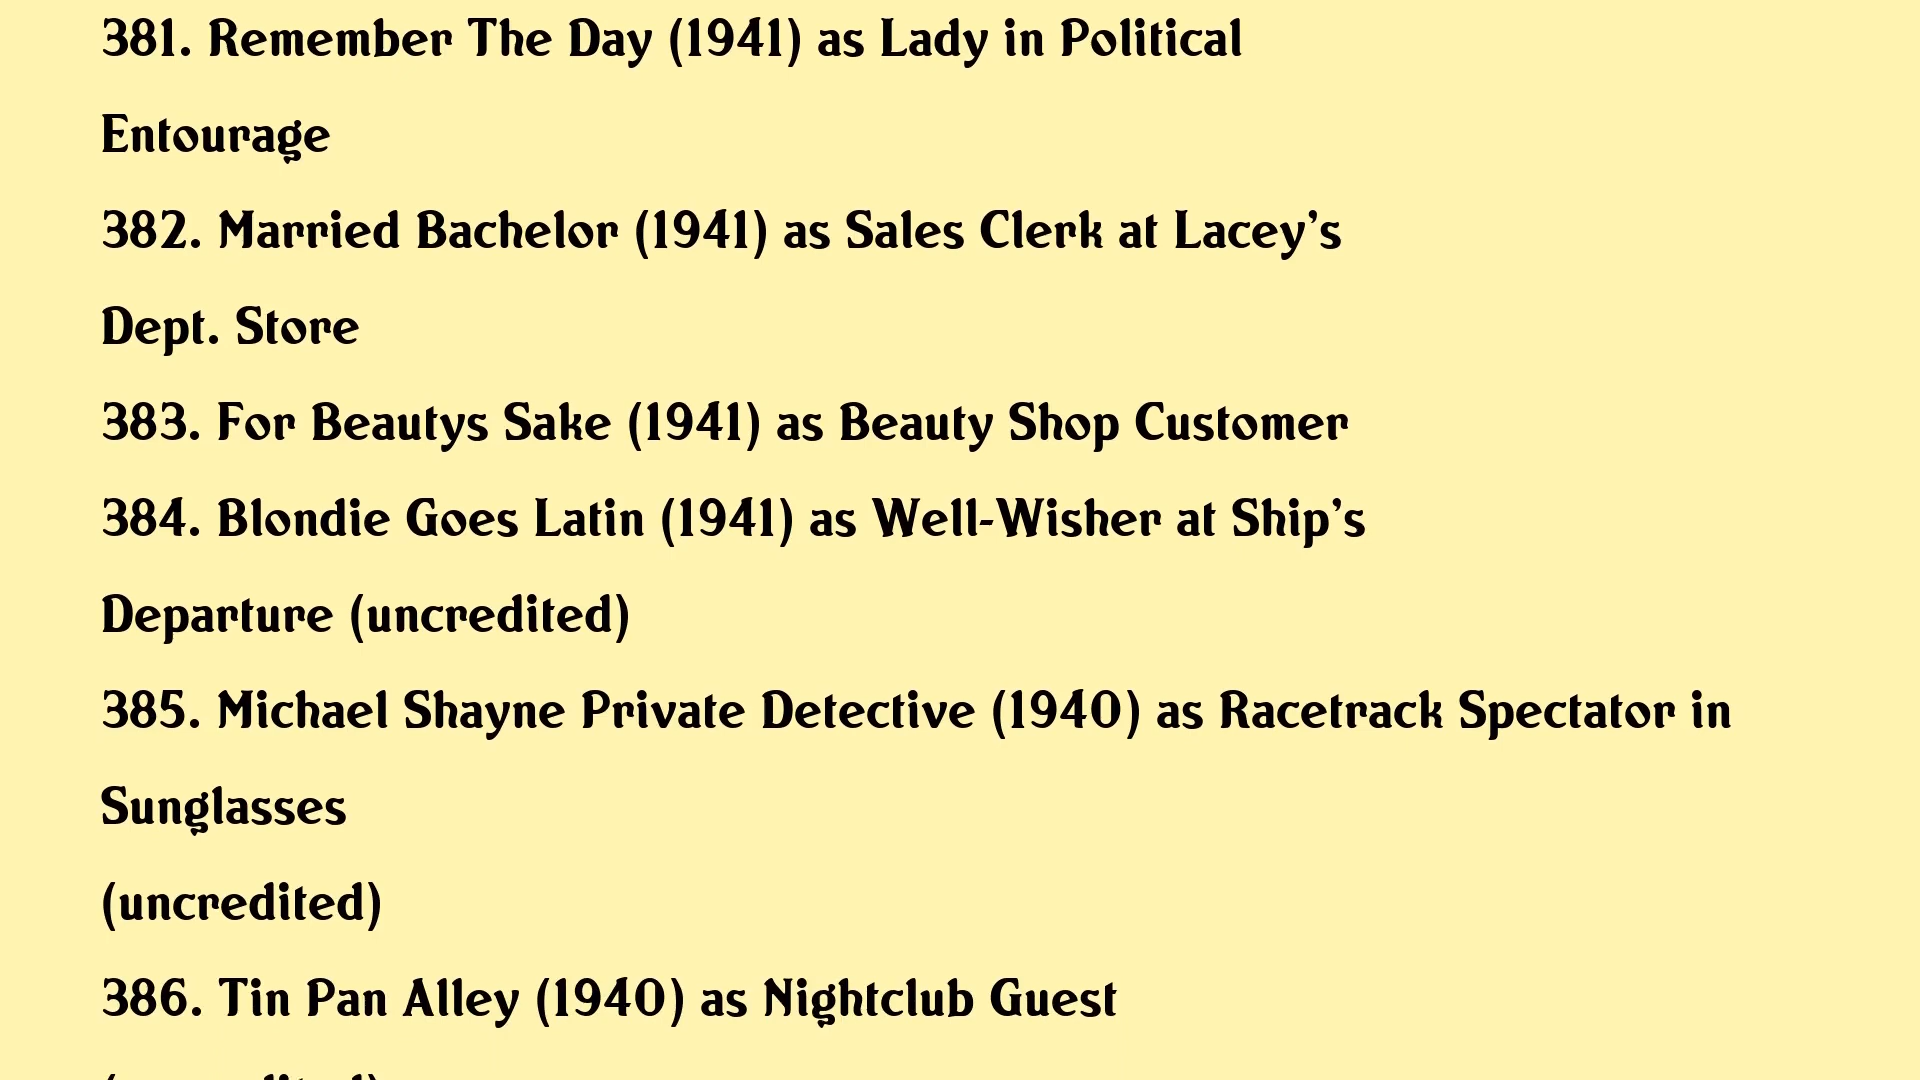 381. Remember The Day (1941) as Lady in Political
Entourage
382. Married Bachelor (1941) as Sales Clerk at Lacey's
Dept. Store
383. For Beautys Sake (1941) as Beauty Shop Customer
384. Blondie Goes Latin (1941) as Well-Wisher at Ship's
Departure (uncredited)
385. Michael Shayne Private Detective (1940) as Racetrack Spectator in
Sunglasses
(uncredited)
386. Tin Pan Alley (1940) as Nightclub Guest